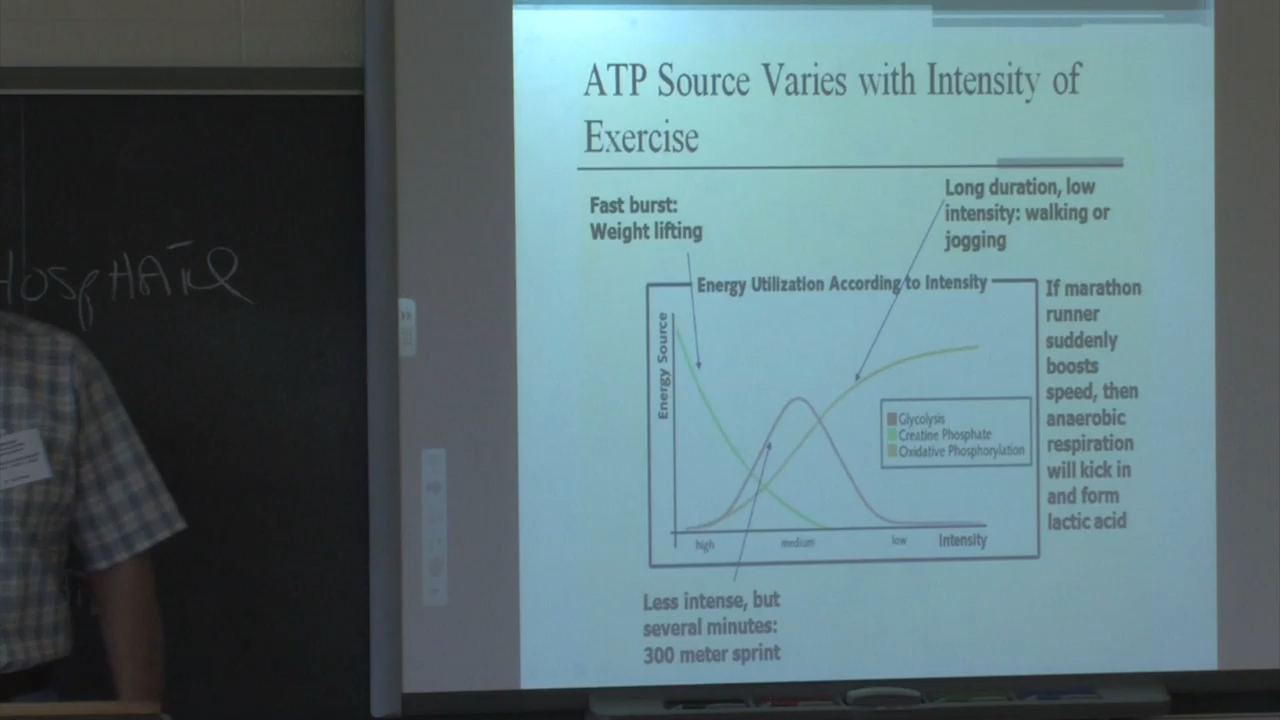 ATP Source Varies with Intensity of
Exercise
Fast burst:
Weight lifting
Long duration, low
intensity: walking or
jogging
Energy Utilization According to Intensity
Energy Source
Glycolysis
Creatine Phosphate
Oxidative Phosphorylation
high medium low Intensity
If marathon
runner
suddenly
boosts
speed, then
anaerobic
respiration
will kick in
and form
lactic acid
Less intense, but
several minutes:
300 meter sprint